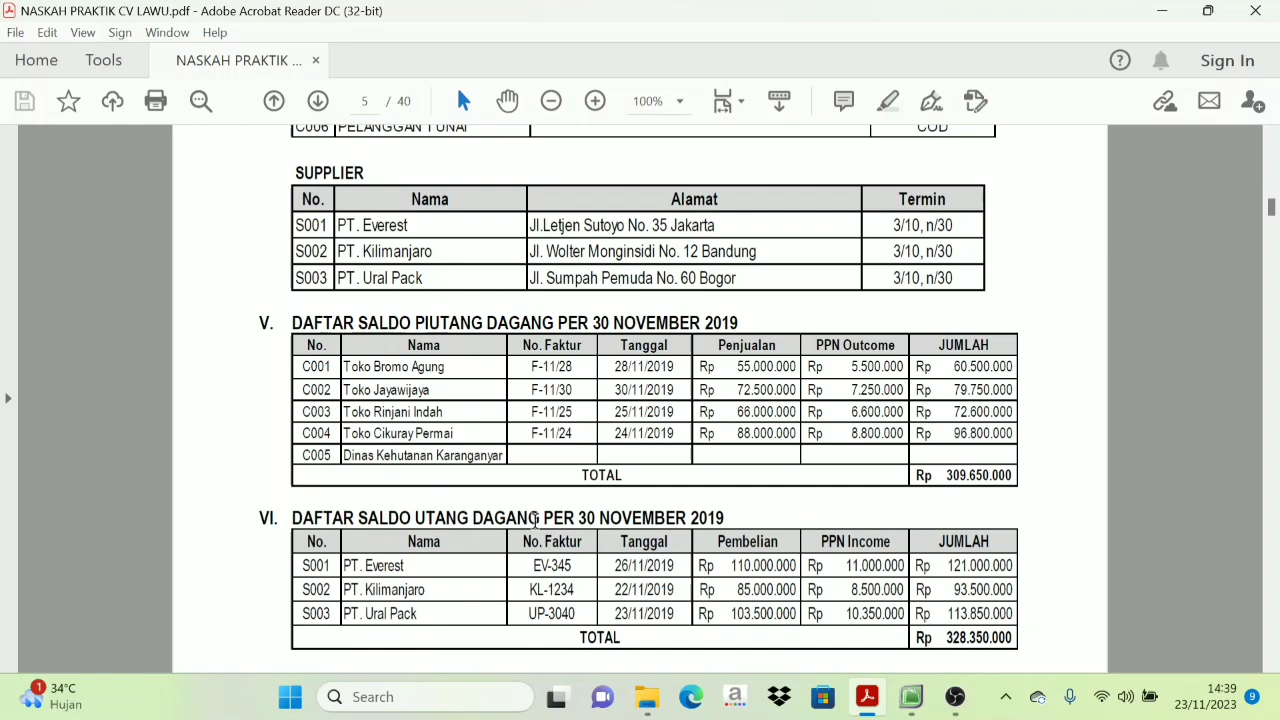 NASKAH PRAKTIK CV LAWU.pdf - Adobe Acrobat Reader DC (32-bit)
File Edit View Sign Window Help
Home Tools NASKAH PRAKTIK ... × Sign In
5 / 40 100%
C006 PELANGGAN TUNAI COD
SUPPLIER
No. Nama Alamat Termin
S001 PT. Everest Jl.Letjen Sutoyo No. 35 Jakarta 3/10, n/30
S002 PT. Kilimanjaro Jl. Wolter Monginsidi No. 12 Bandung 3/10, n/30
S003 PT. Ural Pack Jl. Sumpah Pemuda No. 60 Bogor 3/10, n/30
V. DAFTAR SALDO PIUTANG DAGANG PER 30 NOVEMBER 2019
No. Nama No. Faktur Tanggal Penjualan PPN Outcome JUMLAH
C001 Toko Bromo Agung F-11/28 28/11/2019 Rp 55.000.000 Rp 5.500.000 Rp 60.500.000
C002 Toko Jayawijaya F-11/30 30/11/2019 Rp 72.500.000 Rp 7.250.000 Rp 79.750.000
C003 Toko Rinjani Indah F-11/25 25/11/2019 Rp 66.000.000 Rp 6.600.000 Rp 72.600.000
C004 Toko Cikuray Permai F-11/24 24/11/2019 Rp 88.000.000 Rp 8.800.000 Rp 96.800.000
C005 Dinas Kehutanan Karanganyar
TOTAL Rp 309.650.000
VI. DAFTAR SALDO UTANG DAGANG PER 30 NOVEMBER 2019
No. Nama No. Faktur Tanggal Pembelian PPN Income JUMLAH
S001 PT. Everest EV-345 26/11/2019 Rp 110.000.000 Rp 11.000.000 Rp 121.000.000
S002 PT. Kilimanjaro KL-1234 22/11/2019 Rp 85.000.000 Rp 8.500.000 Rp 93.500.000
S003 PT. Ural Pack UP-3040 23/11/2019 Rp 103.500.000 Rp 10.350.000 Rp 113.850.000
TOTAL Rp 328.350.000
1 34°C
Hujan
Search
a
14:39
23/11/2023
9